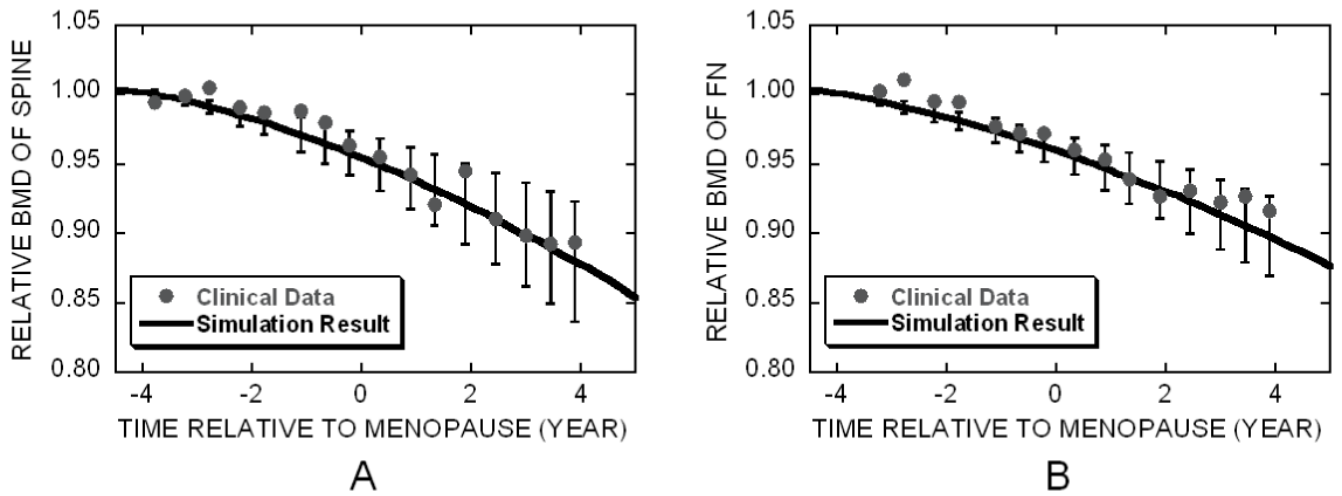 RELATIVE BMD OF SPINE
1.05
1.00
0.95
0.90
0.85
0.80
Clinical Data
Simulation Result
-4 -2 0 2 4
TIME RELATIVE TO MENOPAUSE (YEAR)
A
RELATIVE BMD OF FN
1.05
1.00
0.95
0.90
0.85
0.80
Clinical Data
Simulation Result
-4 -2 0 2 4
TIME RELATIVE TO MENOPAUSE (YEAR)
B